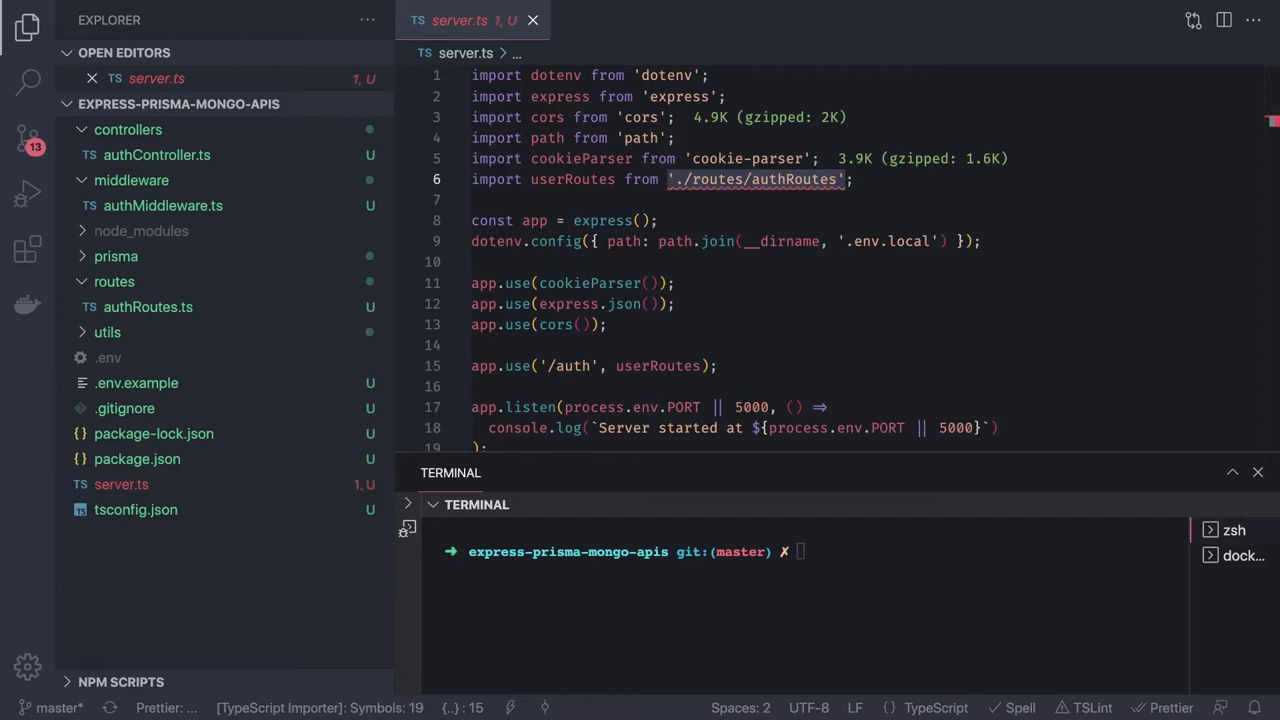 EXPLORER
OPEN EDITORS
TS server.ts 1, U
EXPRESS-PRISMA-MONGO-APIS
controllers
TS authController.ts U
middleware
TS authMiddleware.ts U
node_modules
prisma
routes
TS authRoutes.ts U
utils
.env
.env.example U
.gitignore U
{} package-lock.json U
{} package.json U
TS server.ts 1, U
TS tsconfig.json U
NPM SCRIPTS
13
TS server.ts 1, U
TS server.ts > ...
1 import dotenv from 'dotenv';
2 import express from 'express';
3 import cors from 'cors'; 4.9K (gzipped: 2K)
4 import path from 'path';
5 import cookieParser from 'cookie-parser'; 3.9K (gzipped: 1.6K)
6 import userRoutes from './routes/authRoutes';
7
8 const app = express();
9 dotenv.config({ path: path.join(__dirname, '.env.local') });
10
11 app.use(cookieParser());
12 app.use(express.json());
13 app.use(cors());
14
15 app.use('/auth', userRoutes);
16
17 app.listen(process.env.PORT || 5000, () =>
18 console.log(`Server started at ${process.env.PORT || 5000}`)
19 );
TERMINAL
TERMINAL
➜ express-prisma-mongo-apis git:(master) ✗
zsh
dock...
master* Prettier: ... [TypeScript Importer]: Symbols: 19 {..} : 15 Spaces: 2 UTF-8 LF { } TypeScript ✓ Spell TSLint Prettier